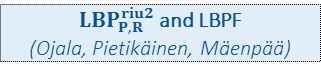 LBP^{riu2}_{P,R} and LBPF
(Ojala, Pietikäinen, Mäenpää)